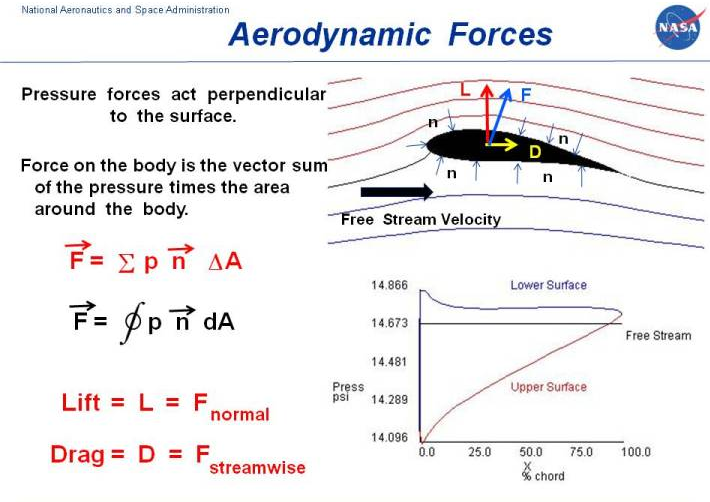 National Aeronautics and Space Administration
Aerodynamic Forces
NASA
Pressure forces act perpendicular
to the surface.
Force on the body is the vector sum
of the pressure times the area
around the body.
F = Σ p n ΔA
F = ∮ p n dA
Lift = L = F normal
Drag = D = F streamwise
L
F
n
n
D
n
n
Free Stream Velocity
14.866
Lower Surface
14.673
Free Stream
14.481
Press
psi
Upper Surface
14.289
14.096
0.0 25.0 50.0 75.0 100.0
X
% chord